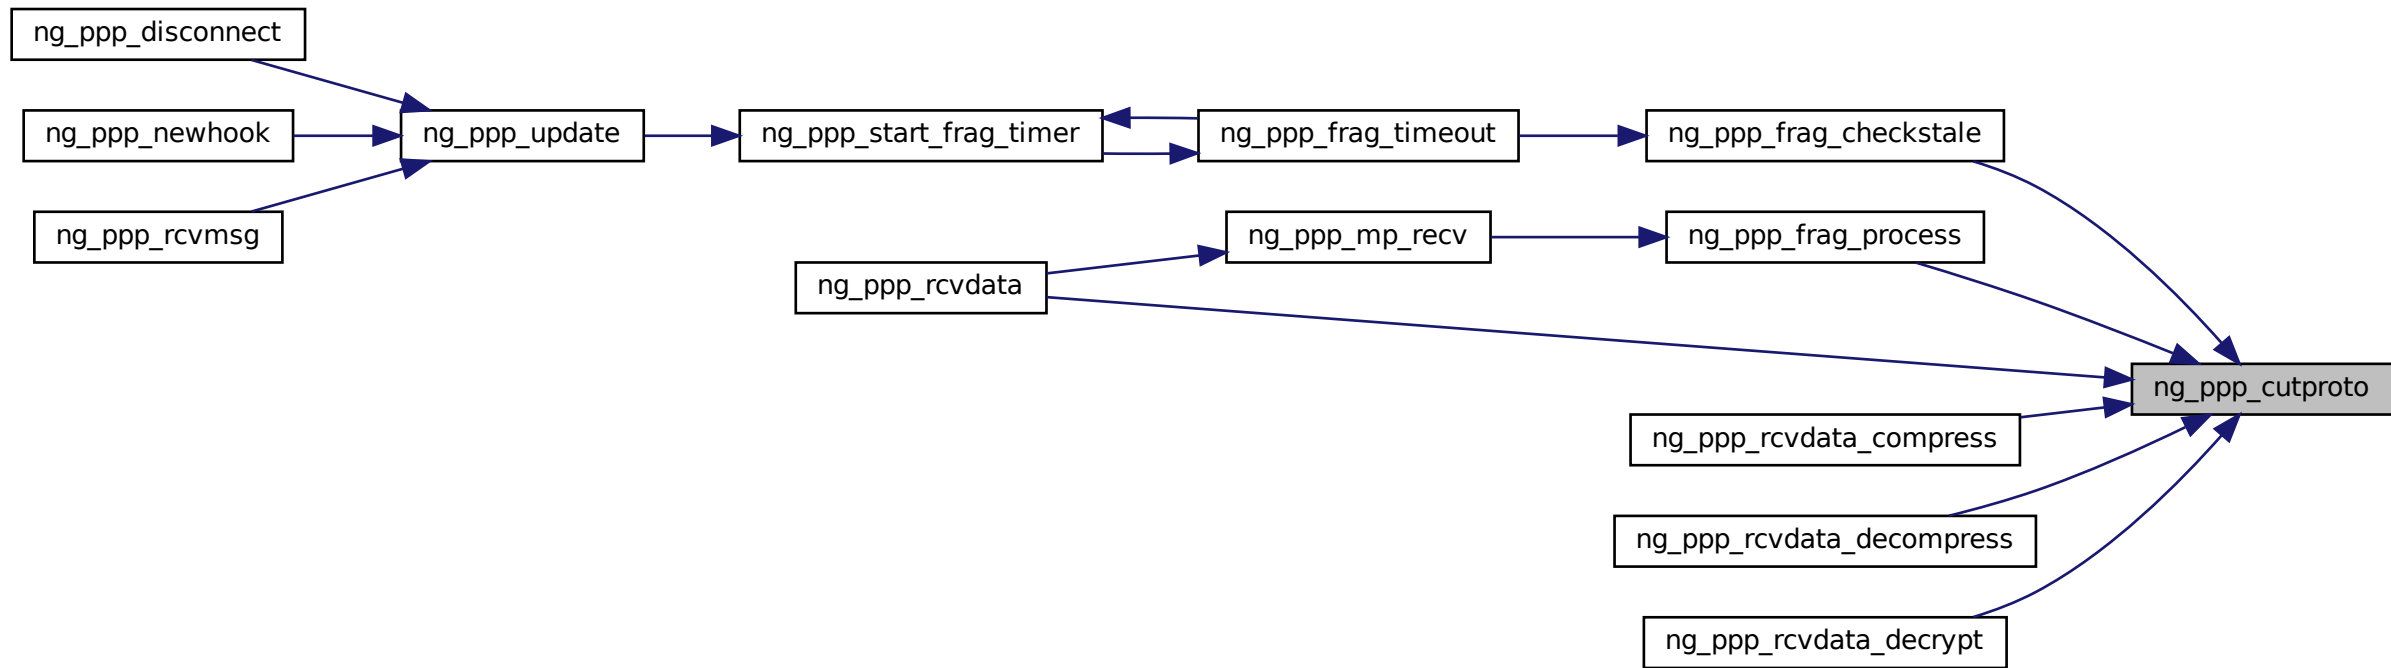 ng_ppp_disconnect
ng_ppp_newhook
ng_ppp_update
ng_ppp_start_frag_timer
ng_ppp_frag_timeout
ng_ppp_frag_checkstale
ng_ppp_rcvmsg
ng_ppp_mp_recv
ng_ppp_frag_process
ng_ppp_rcvdata
ng_ppp_cutproto
ng_ppp_rcvdata_compress
ng_ppp_rcvdata_decompress
ng_ppp_rcvdata_decrypt